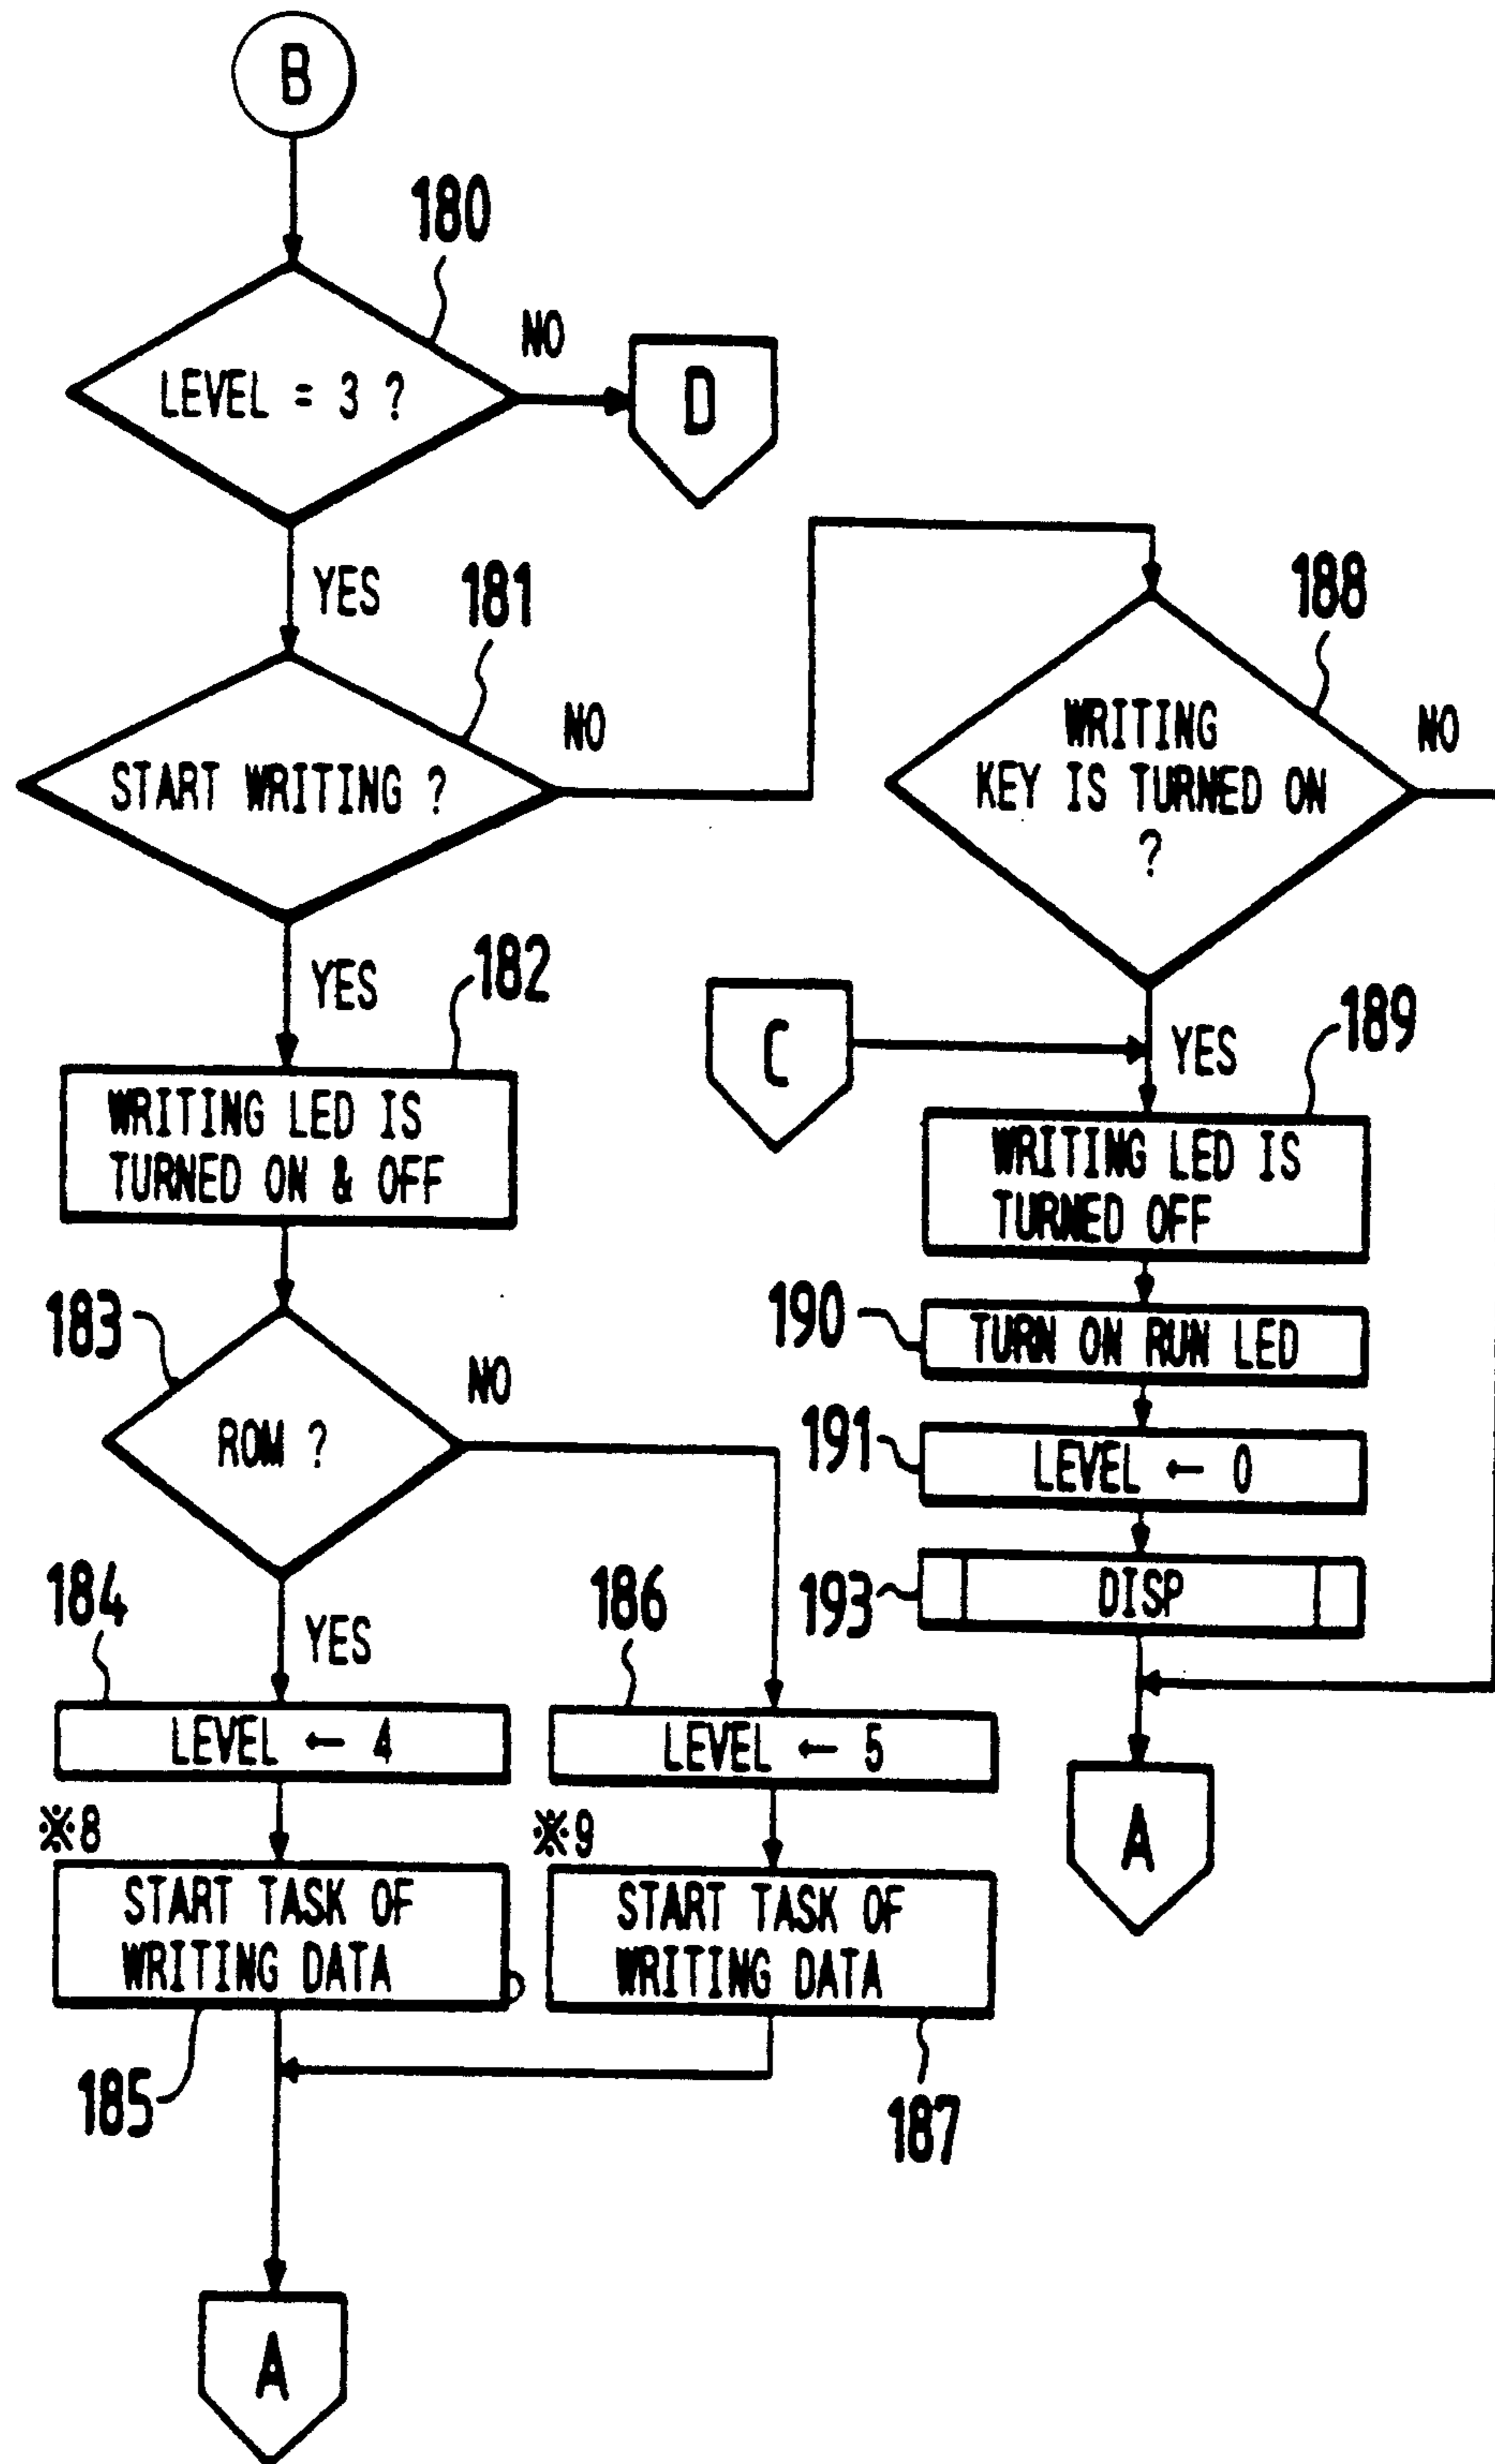 B
180
NO
LEVEL = 3 ?
D
YES
181
188
NO
START WRITING ?
WRITING
KEY IS TURNED ON
?
NO
YES
182
C
YES
189
WRITING LED IS
TURNED ON & OFF
WRITING LED IS
TURNED OFF
183
NO
ROM ?
190
TURN ON RUN LED
191
LEVEL ← 0
184
YES
186
193
DISP
LEVEL ← 4
LEVEL ← 5
A
※8
START TASK OF
WRITING DATA
※9
START TASK OF
WRITING DATA
185
187
A